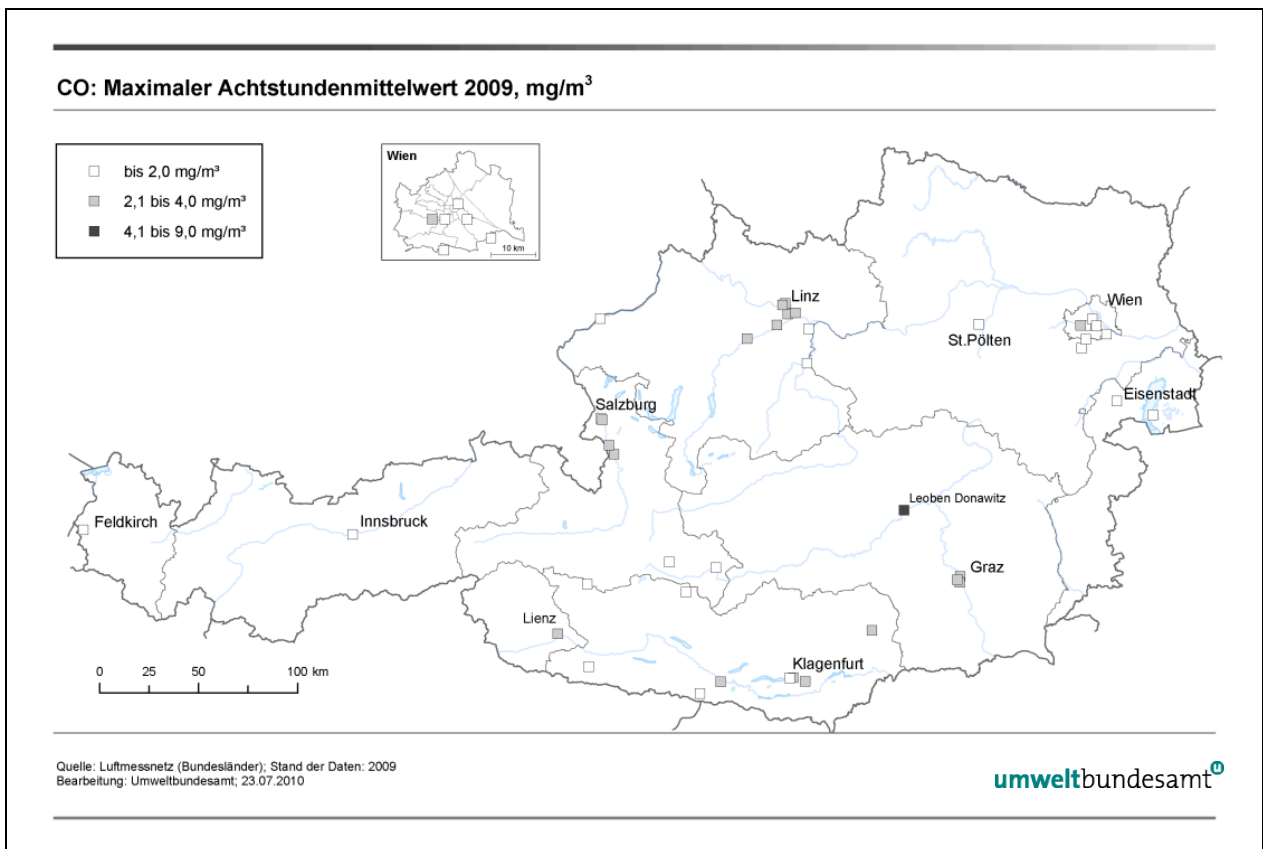 CO: Maximaler Achtstundenmittelwert 2009, mg/m³
bis 2,0 mg/m³
2,1 bis 4,0 mg/m³
4,1 bis 9,0 mg/m³
Wien
10 km
Linz
Wien
St.Pölten
Eisenstadt
Salzburg
Leoben Donawitz
Feldkirch
Innsbruck
Graz
Lienz
Klagenfurt
0 25 50 100 km
Quelle: Luftmessnetz (Bundesländer); Stand der Daten: 2009
Bearbeitung: Umweltbundesamt; 23.07.2010
umweltbundesamt
u